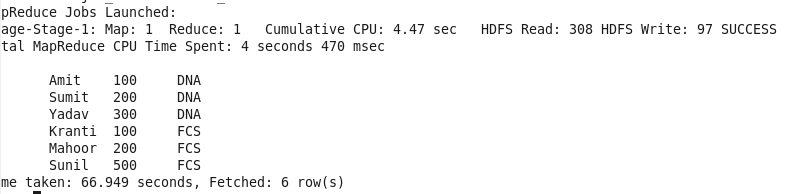 pReduce Jobs Launched:
age-Stage-1: Map: 1  Reduce: 1   Cumulative CPU: 4.47 sec   HDFS Read: 308 HDFS Write: 97 SUCCESS
tal MapReduce CPU Time Spent: 4 seconds 470 msec
Amit    100     DNA
Sumit   200     DNA
Yadav   300     DNA
Kranti  100     FCS
Mahoor  200     FCS
Sunil   500     FCS
me taken: 66.949 seconds, Fetched: 6 row(s)